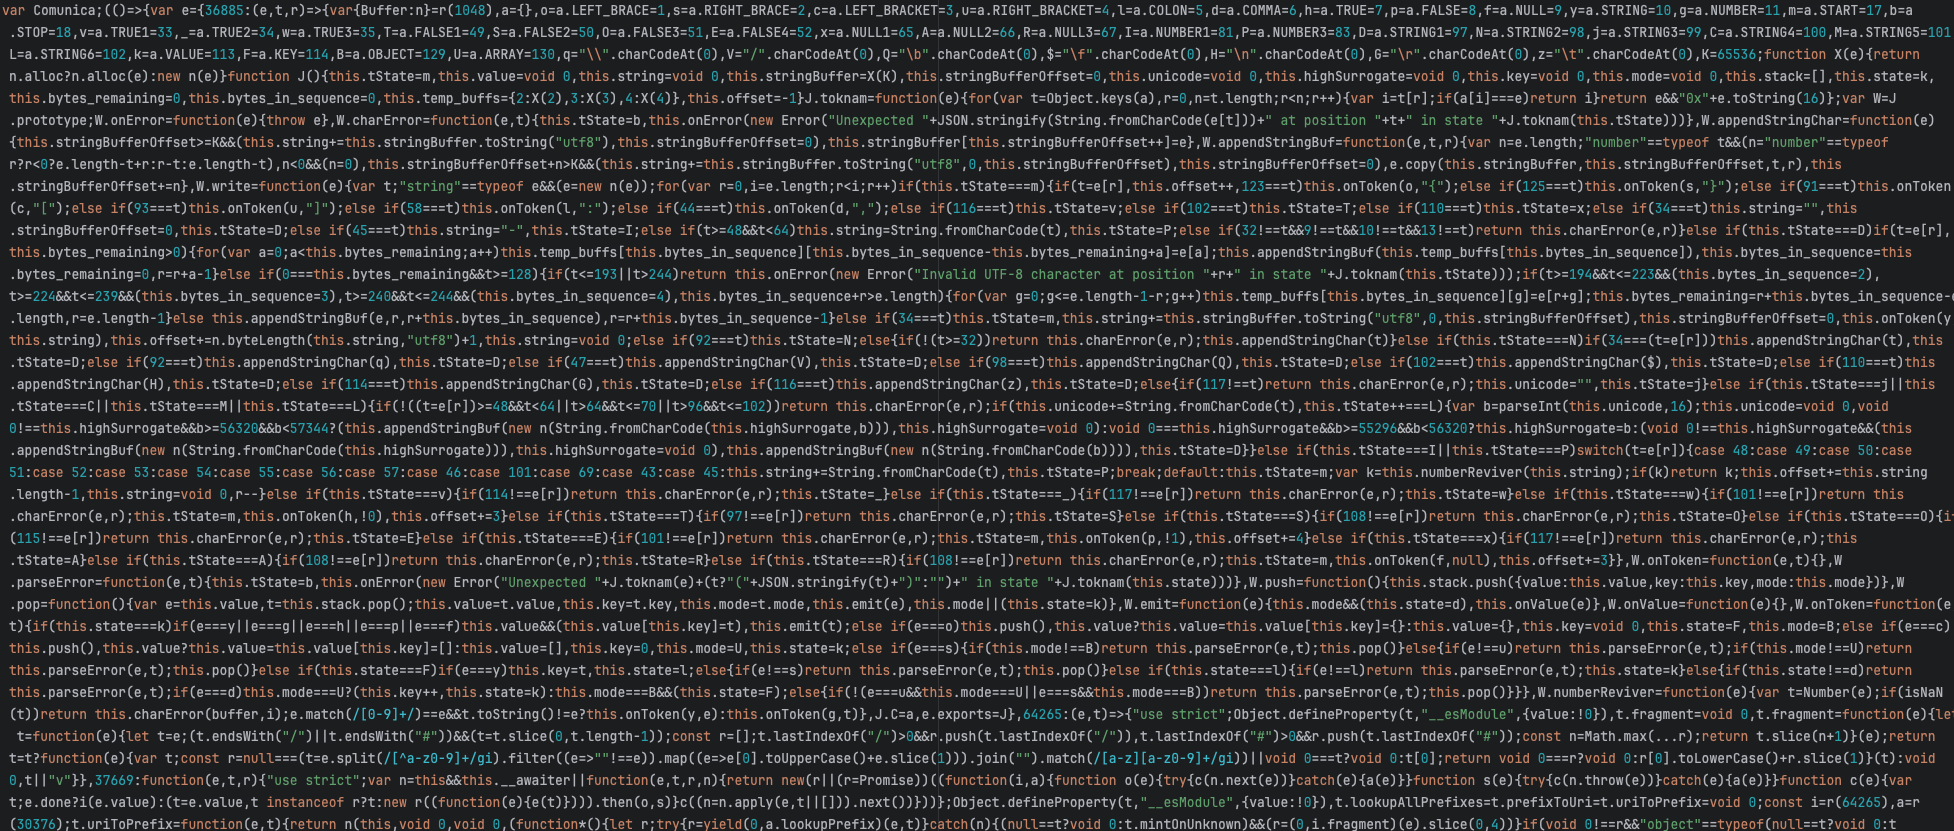 var Comunica;(()=>{var e={36885:(e,t,r)=>{var{Buffer:n}=r(1048),a={},o=a.LEFT_BRACE=1,s=a.RIGHT_BRACE=2,c=a.LEFT_BRACKET=3,u=a.RIGHT_BRACKET=4,l=a.COLON=5,d=a.COMMA=6,h=a.TRUE=7,p=a.FALSE=8,f=a.NULL=9,y=a.STRING=10,g=a.NUMBER=11,m=a.START=17,b=a
.STOP=18,v=a.TRUE1=33,_=a.TRUE2=34,w=a.TRUE3=35,T=a.FALSE1=49,S=a.FALSE2=50,O=a.FALSE3=51,E=a.FALSE4=52,x=a.NULL1=65,A=a.NULL2=66,R=a.NULL3=67,I=a.NUMBER1=81,P=a.NUMBER3=83,D=a.STRING1=97,N=a.STRING2=98,j=a.STRING3=99,C=a.STRING4=100,M=a.STRING5=101
L=a.STRING6=102,k=a.VALUE=113,F=a.KEY=114,B=a.OBJECT=129,U=a.ARRAY=130,q="\\".charCodeAt(0),V="/".charCodeAt(0),Q="\b".charCodeAt(0),$="\f".charCodeAt(0),H="\n".charCodeAt(0),G="\r".charCodeAt(0),z="\t".charCodeAt(0),K=65536;function X(e){return
n.alloc?n.alloc(e):new n(e)}function J(){this.tState=m,this.value=void 0,this.string=void 0,this.stringBuffer=X(K),this.stringBufferOffset=0,this.unicode=void 0,this.highSurrogate=void 0,this.key=void 0,this.mode=void 0,this.stack=[],this.state=k,
this.bytes_remaining=0,this.bytes_in_sequence=0,this.temp_buffs={2:X(2),3:X(3),4:X(4)},this.offset=-1}J.toknam=function(e){for(var t=Object.keys(a),r=0,n=t.length;r<n;r++){var i=t[r];if(a[i]===e)return i}return e&&"0x"+e.toString(16)};var W=J
.prototype;W.onError=function(e){throw e},W.charError=function(e,t){this.tState=b,this.onError(new Error("Unexpected "+JSON.stringify(String.fromCharCode(e[t]))+" at position "+t+" in state "+J.toknam(this.tState)))},W.appendStringChar=function(e)
{this.stringBufferOffset>=K&&(this.string+=this.stringBuffer.toString("utf8"),this.stringBufferOffset=0),this.stringBuffer[this.stringBufferOffset++]=e},W.appendStringBuf=function(e,t,r){var n=e.length;"number"==typeof t&&(n="number"==typeof
r?r<0?e.length-t+r:r-t:e.length-t),n<0&&(n=0),this.stringBufferOffset+n>K&&(this.string+=this.stringBuffer.toString("utf8",0,this.stringBufferOffset),this.stringBufferOffset=0),e.copy(this.stringBuffer,this.stringBufferOffset,t,r),this
.stringBufferOffset+=n},W.write=function(e){var t;"string"==typeof e&&(e=new n(e));for(var r=0,i=e.length;r<i;r++)if(this.tState===m){if(t=e[r],this.offset++,123===t)this.onToken(o,"{");else if(125===t)this.onToken(s,"}");else if(91===t)this.onToken
(c,"[");else if(93===t)this.onToken(u,"]");else if(58===t)this.onToken(l,":");else if(44===t)this.onToken(d,",");else if(116===t)this.tState=v;else if(102===t)this.tState=T;else if(110===t)this.tState=x;else if(34===t)this.string="",this
.stringBufferOffset=0,this.tState=D;else if(45===t)this.string="-",this.tState=I;else if(t>=48&&t<64)this.string=String.fromCharCode(t),this.tState=P;else if(32!==t&&9!==t&&10!==t&&13!==t)return this.charError(e,r)}else if(this.tState===D)if(t=e[r],
this.bytes_remaining>0){for(var a=0;a<this.bytes_remaining;a++)this.temp_buffs[this.bytes_in_sequence][this.bytes_in_sequence-this.bytes_remaining+a]=e[a];this.appendStringBuf(this.temp_buffs[this.bytes_in_sequence]),this.bytes_in_sequence=this
.bytes_remaining=0,r=r+a-1}else if(0===this.bytes_remaining&&t>=128){if(t<=193||t>244)return this.onError(new Error("Invalid UTF-8 character at position "+r+" in state "+J.toknam(this.tState)));if(t>=194&&t<=223&&(this.bytes_in_sequence=2),
t>=224&&t<=239&&(this.bytes_in_sequence=3),t>=240&&t<=244&&(this.bytes_in_sequence=4),this.bytes_in_sequence+r>e.length){for(var g=0;g<=e.length-1-r;g++)this.temp_buffs[this.bytes_in_sequence][g]=e[r+g];this.bytes_remaining=r+this.bytes_in_sequence-e
.length,r=e.length-1}else this.appendStringBuf(e,r,r+this.bytes_in_sequence),r=r+this.bytes_in_sequence-1}else if(34===t)this.tState=m,this.string+=this.stringBuffer.toString("utf8",0,this.stringBufferOffset),this.stringBufferOffset=0,this.onToken(y
this.string),this.offset+=n.byteLength(this.string,"utf8")+1,this.string=void 0;else if(92===t)this.tState=N;else{if(!(t>=32))return this.charError(e,r);this.appendStringChar(t)}else if(this.tState===N)if(34===(t=e[r]))this.appendStringChar(t),this
.tState=D;else if(92===t)this.appendStringChar(q),this.tState=D;else if(47===t)this.appendStringChar(V),this.tState=D;else if(98===t)this.appendStringChar(Q),this.tState=D;else if(102===t)this.appendStringChar($),this.tState=D;else if(110===t)this
.appendStringChar(H),this.tState=D;else if(114===t)this.appendStringChar(G),this.tState=D;else if(116===t)this.appendStringChar(z),this.tState=D;else{if(117!==t)return this.charError(e,r);this.unicode="",this.tState=j}else if(this.tState===j||this
.tState===C||this.tState===M||this.tState===L){if(!((t=e[r])>=48&&t<64||t>64&&t<=70||t>96&&t<=102))return this.charError(e,r);if(this.unicode+=String.fromCharCode(t),this.tState++===L){var b=parseInt(this.unicode,16);this.unicode=void 0,void
0!==this.highSurrogate&&b>=56320&&b<57344?(this.appendStringBuf(new n(String.fromCharCode(this.highSurrogate,b))),this.highSurrogate=void 0):void 0===this.highSurrogate&&b>=55296&&b<56320?this.highSurrogate=b:(void 0!==this.highSurrogate&&(this
.appendStringBuf(new n(String.fromCharCode(this.highSurrogate))),this.highSurrogate=void 0),this.appendStringBuf(new n(String.fromCharCode(b)))),this.tState=D}}else if(this.tState===I||this.tState===P)switch(t=e[r]){case 48:case 49:case 50:case
51:case 52:case 53:case 54:case 55:case 56:case 57:case 46:case 101:case 69:case 43:case 45:this.string+=String.fromCharCode(t),this.tState=P;break;default:this.tState=m;var k=this.numberReviver(this.string);if(k)return k;this.offset+=this.string
.length-1,this.string=void 0,r--}else if(this.tState===v){if(114!==e[r])return this.charError(e,r);this.tState=_}else if(this.tState===_){if(117!==e[r])return this.charError(e,r);this.tState=w}else if(this.tState===w){if(101!==e[r])return this
.charError(e,r);this.tState=m,this.onToken(h,!0),this.offset+=3}else if(this.tState===T){if(97!==e[r])return this.charError(e,r);this.tState=S}else if(this.tState===S){if(108!==e[r])return this.charError(e,r);this.tState=O}else if(this.tState===O){if
(115!==e[r])return this.charError(e,r);this.tState=E}else if(this.tState===E){if(101!==e[r])return this.charError(e,r);this.tState=m,this.onToken(p,!1),this.offset+=4}else if(this.tState===x){if(117!==e[r])return this.charError(e,r);this
.tState=A}else if(this.tState===A){if(108!==e[r])return this.charError(e,r);this.tState=R}else if(this.tState===R){if(108!==e[r])return this.charError(e,r);this.tState=m,this.onToken(f,null),this.offset+=3}},W.onToken=function(e,t){},W
.parseError=function(e,t){this.tState=b,this.onError(new Error("Unexpected "+J.toknam(e)+(t?"("+JSON.stringify(t)+")":"")+" in state "+J.toknam(this.state)))},W.push=function(){this.stack.push({value:this.value,key:this.key,mode:this.mode})},W
.pop=function(){var e=this.value,t=this.stack.pop();this.value=t.value,this.key=t.key,this.mode=t.mode,this.emit(e),this.mode||(this.state=k)},W.emit=function(e){this.mode&&(this.state=d),this.onValue(e)},W.onValue=function(e){},W.onToken=function(e
t){if(this.state===k)if(e===y||e===g||e===h||e===p||e===f)this.value&&(this.value[this.key]=t),this.emit(t);else if(e===o)this.push(),this.value?this.value=this.value[this.key]={}:this.value={},this.key=void 0,this.state=F,this.mode=B;else if(e===c)
this.push(),this.value?this.value=this.value[this.key]=[]:this.value=[],this.key=0,this.mode=U,this.state=k;else if(e===s){if(this.mode!==B)return this.parseError(e,t);this.pop()}else{if(e!==u)return this.parseError(e,t);if(this.mode!==U)return
this.parseError(e,t);this.pop()}else if(this.state===F)if(e===y)this.key=t,this.state=l;else{if(e!==s)return this.parseError(e,t);this.pop()}else if(this.state===l){if(e!==l)return this.parseError(e,t);this.state=k}else{if(this.state!==d)return
this.parseError(e,t);if(e===d)this.mode===U?(this.key++,this.state=k):this.mode===B&&(this.state=F);else{if(!(e===u&&this.mode===U||e===s&&this.mode===B))return this.parseError(e,t);this.pop()}}},W.numberReviver=function(e){var t=Number(e);if(isNaN
(t))return this.charError(buffer,i);e.match(/[0-9]+/)==e&&t.toString()!=e?this.onToken(y,e):this.onToken(g,t)},J.C=a,e.exports=J},64265:(e,t)=>{"use strict";Object.defineProperty(t,"__esModule",{value:!0}),t.fragment=void 0,t.fragment=function(e){let
t=function(e){let t=e;(t.endsWith("/")||t.endsWith("#"))&&(t=t.slice(0,t.length-1));const r=[];t.lastIndexOf("/")>0&&r.push(t.lastIndexOf("/")),t.lastIndexOf("#")>0&&r.push(t.lastIndexOf("#"));const n=Math.max(...r);return t.slice(n+1)}(e);return
t=t?function(e){var t;const r=null===(t=e.split(/[^a-z0-9]+/gi).filter((e=>""!==e)).map((e=>e[0].toUpperCase()+e.slice(1))).join("").match(/[a-z][a-z0-9]+/gi))||void 0===t?void 0:t[0];return void 0===r?void 0:r[0].toLowerCase()+r.slice(1)}(t):void
0,t||"v"}},37669:function(e,t,r){"use strict";var n=this&&this.__awaiter||function(e,t,r,n){return new(r||(r=Promise))((function(i,a){function o(e){try{c(n.next(e))}catch(e){a(e)}}function s(e){try{c(n.throw(e))}catch(e){a(e)}}function c(e){var
t;e.done?i(e.value):(t=e.value,t instanceof r?t:new r((function(e){e(t)}))).then(o,s)}c((n=n.apply(e,t||[])).next())}))};Object.defineProperty(t,"__esModule",{value:!0}),t.lookupAllPrefixes=t.prefixToUri=t.uriToPrefix=void 0;const i=r(64265),a=r
(30376);t.uriToPrefix=function(e,t){return n(this,void 0,void 0,(function*(){let r;try{r=yield(0,a.lookupPrefix)(e,t)}catch(n){(null==t?void 0:t.mintOnUnknown)&&(r=(0,i.fragment)(e).slice(0,4))}if(void 0!==r&&"object"==typeof(null==t?void 0:t